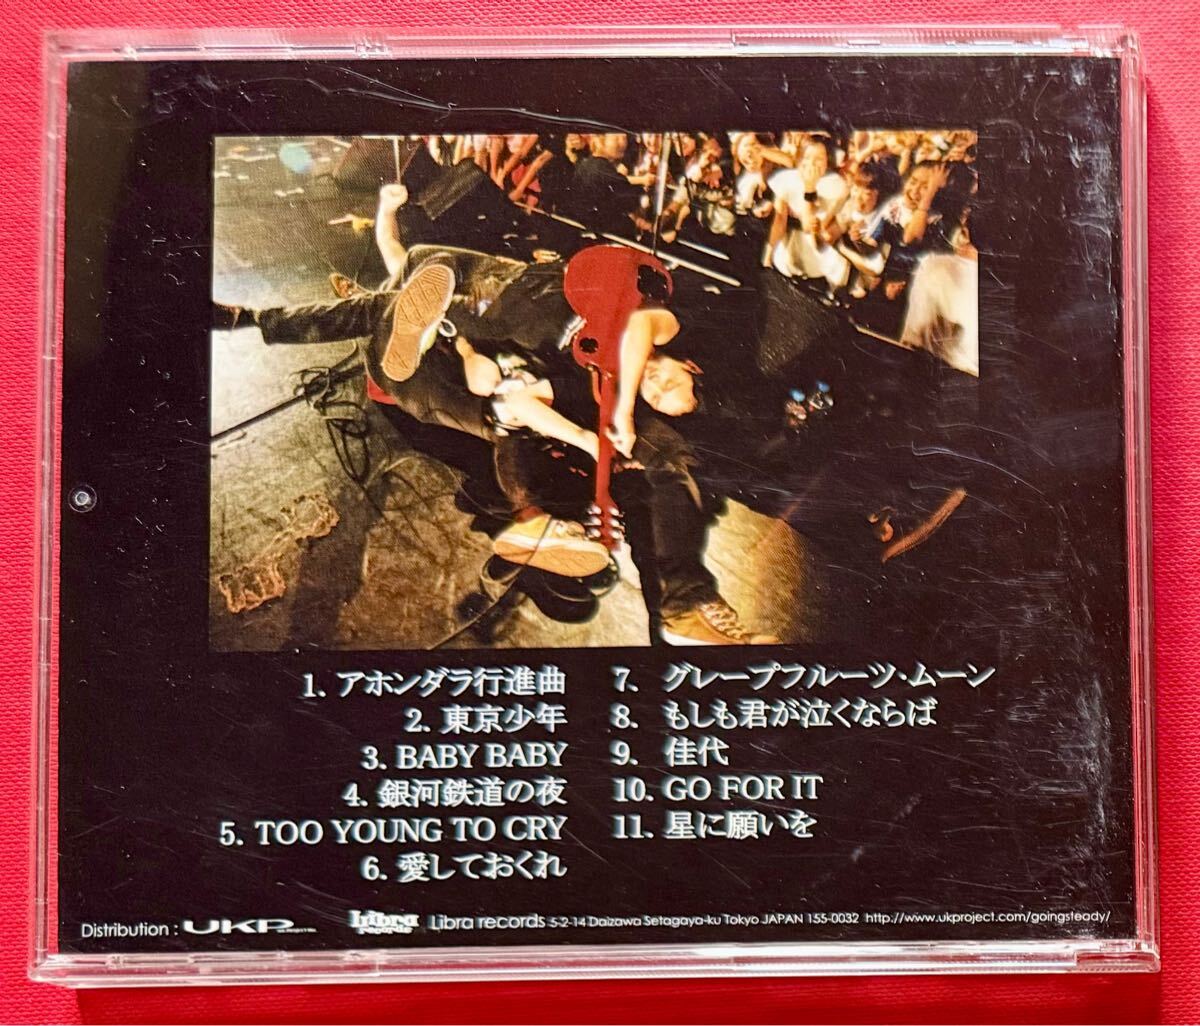 1. アホンダラ行進曲
2. 東京少年
3. BABY BABY
4. 銀河鉄道の夜
5. TOO YOUNG TO CRY
6. 愛しておくれ
7. グレープフルーツ・ムーン
8. もしも君が泣くならば
9. 佳代
10. GO FOR IT
11. 星に願いを
Distribution : UKP Libra records Libra records 5-2-14 Daizawa Setagaya-ku Tokyo JAPAN 155-0032 http://www.ukproject.com/goingsteady/